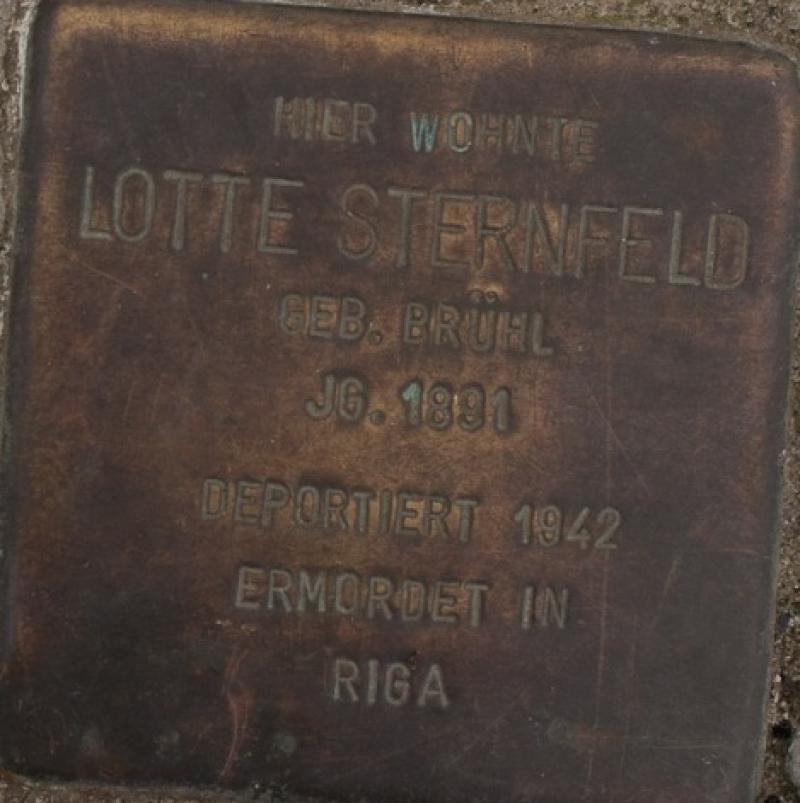 HIER WOHNTE
LOTTE STERNFELD
GEB. BRÜHL
JG. 1891
DEPORTIERT 1942
ERMORDET IN
RIGA